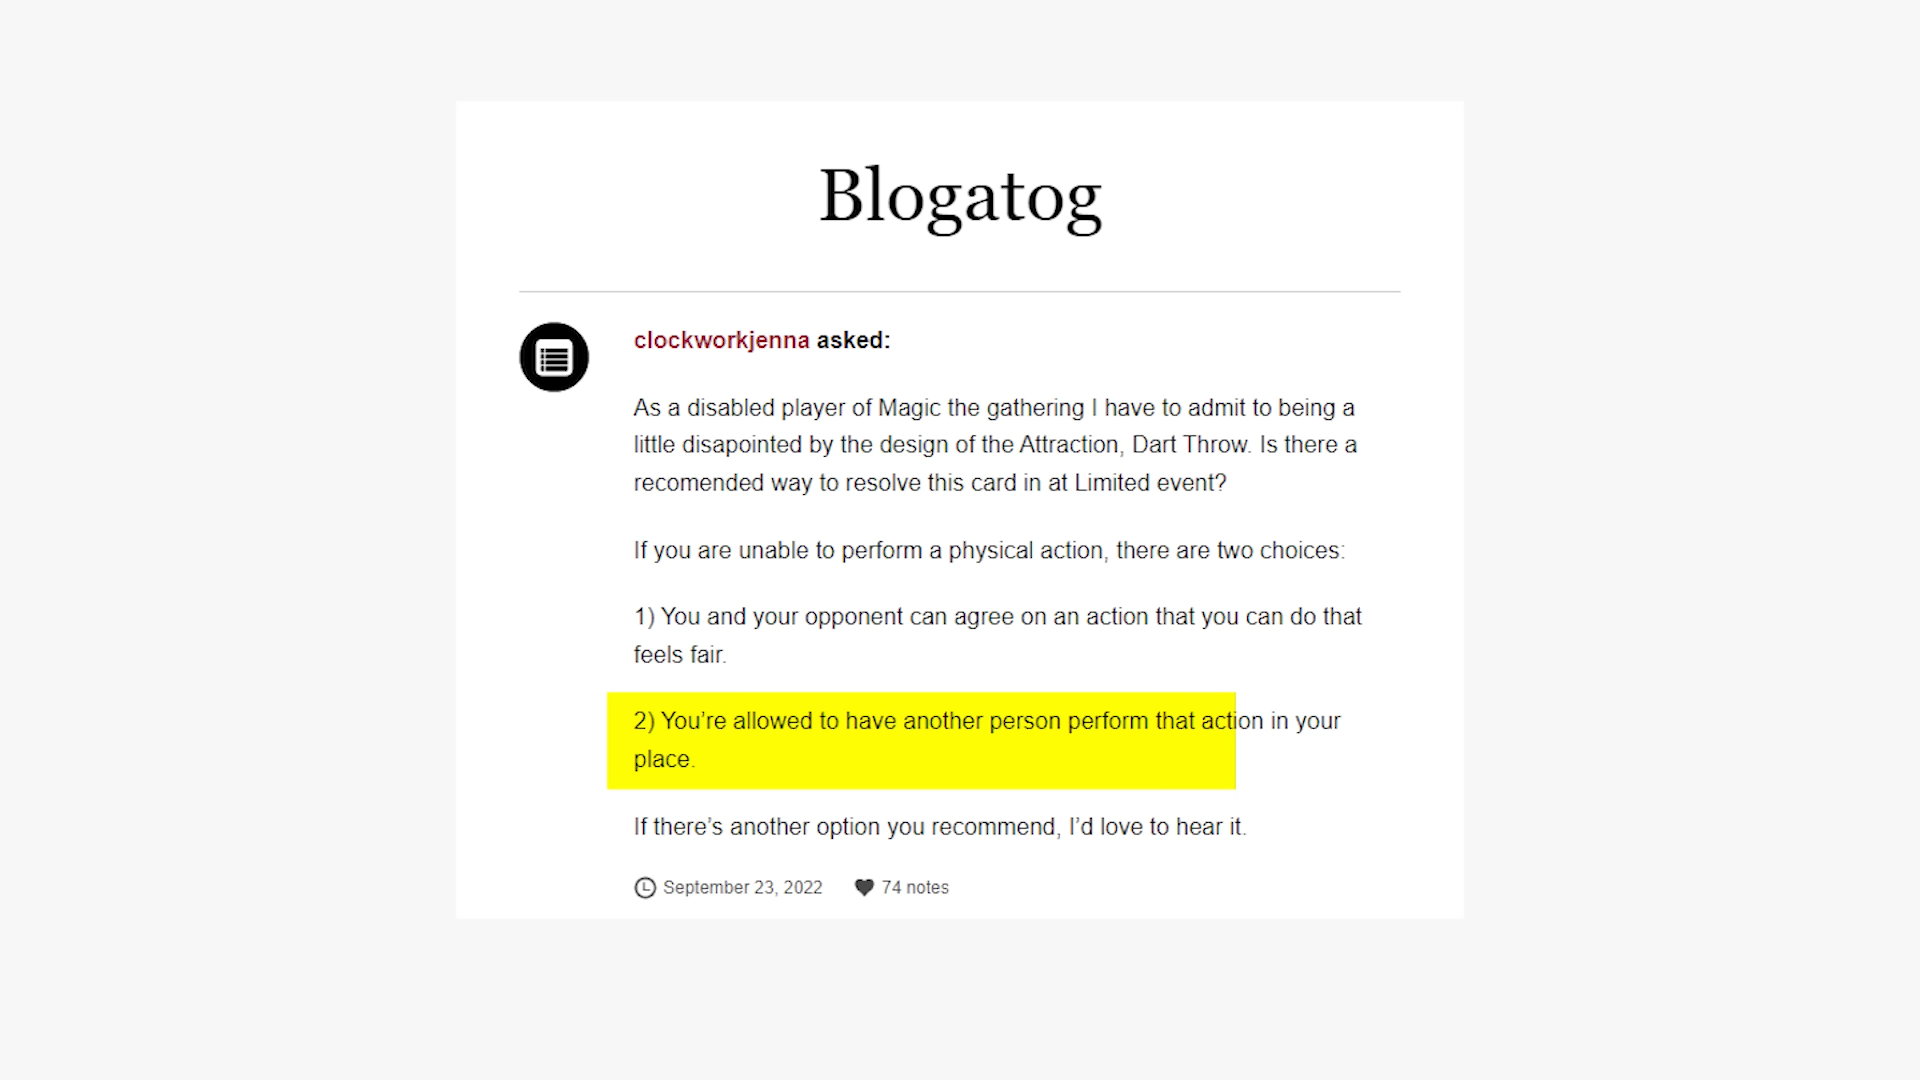 Blogatog
clockworkjenna asked:
As a disabled player of Magic the gathering I have to admit to being a
little disapointed by the design of the Attraction, Dart Throw. Is there a
recomended way to resolve this card in at Limited event?
If you are unable to perform a physical action, there are two choices:
1) You and your opponent can agree on an action that you can do that
feels fair.
2) You’re allowed to have another person perform that action in your
place.
If there’s another option you recommend, I’d love to hear it.
September 23, 2022 74 notes